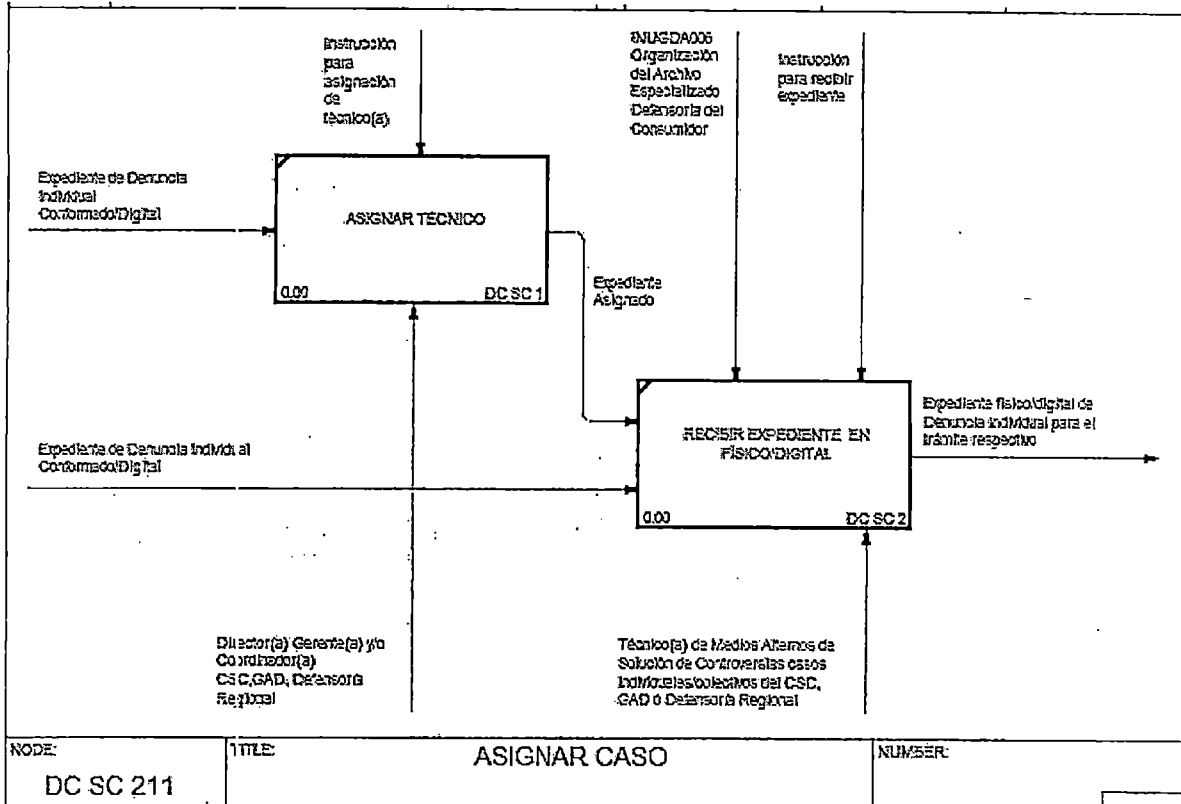 Instrucción
para
asignación
de
técnico(a)
INUGDA006
Organización
del Archivo
Especializado
Defensoría del
Consumidor
Instrucción
para recibir
expediente
Expediente de Denuncia
Individual
Conformado/Digital
ASIGNAR TÉCNICO
0.00
DC SC 1
Expediente
Asignado
Expediente de Denuncia Individual
Conformado/Digital
RECIBIR EXPEDIENTE EN
FÍSICO/DIGITAL
0.00
DC SC 2
Expediente físico/digital de
Denuncia Individual para el
trámite respectivo
Director(a) Gerente(a) y/o
Coordinador(a)
CSC, GAD, Defensoría
Regional
Técnico(a) de Medios Alternos de
Solución de Controversias casos
Individuales/colectivos del CSC,
GAD ó Defensoría Regional
NODE:
DC SC 211
TITLE:
ASIGNAR CASO
NUMBER: